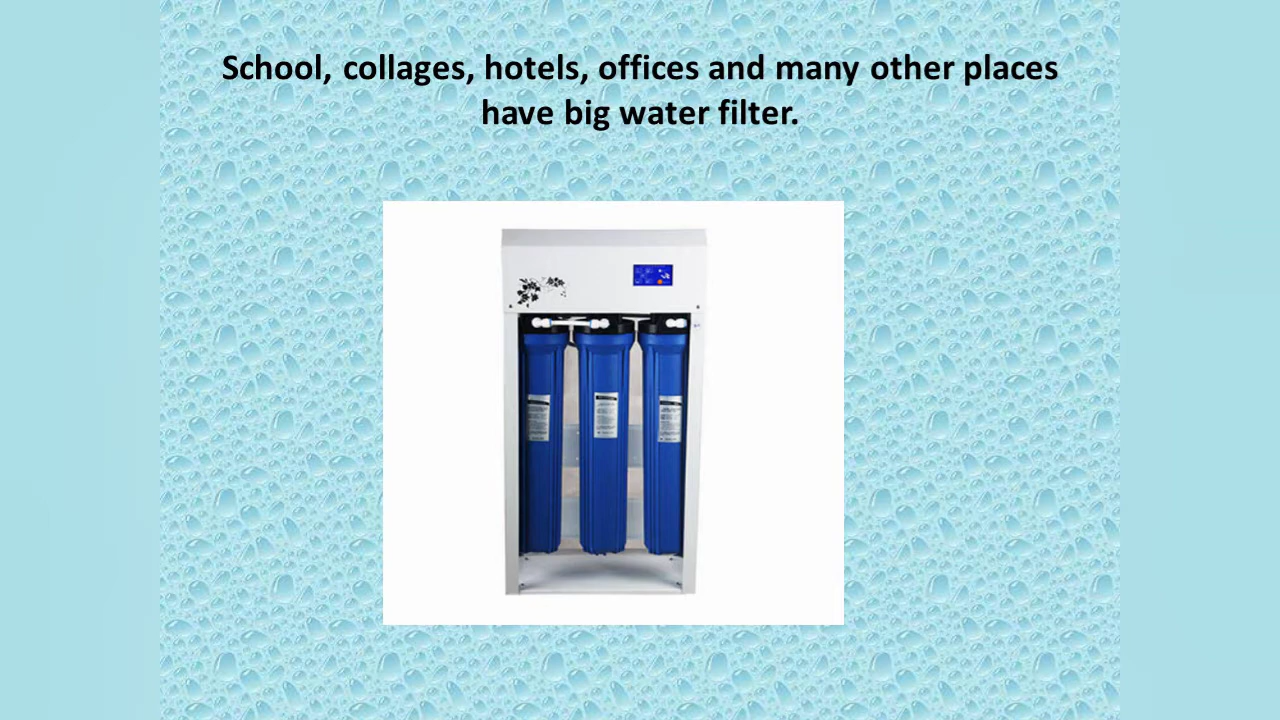 School, collages, hotels, offices and many other places
have big water filter.